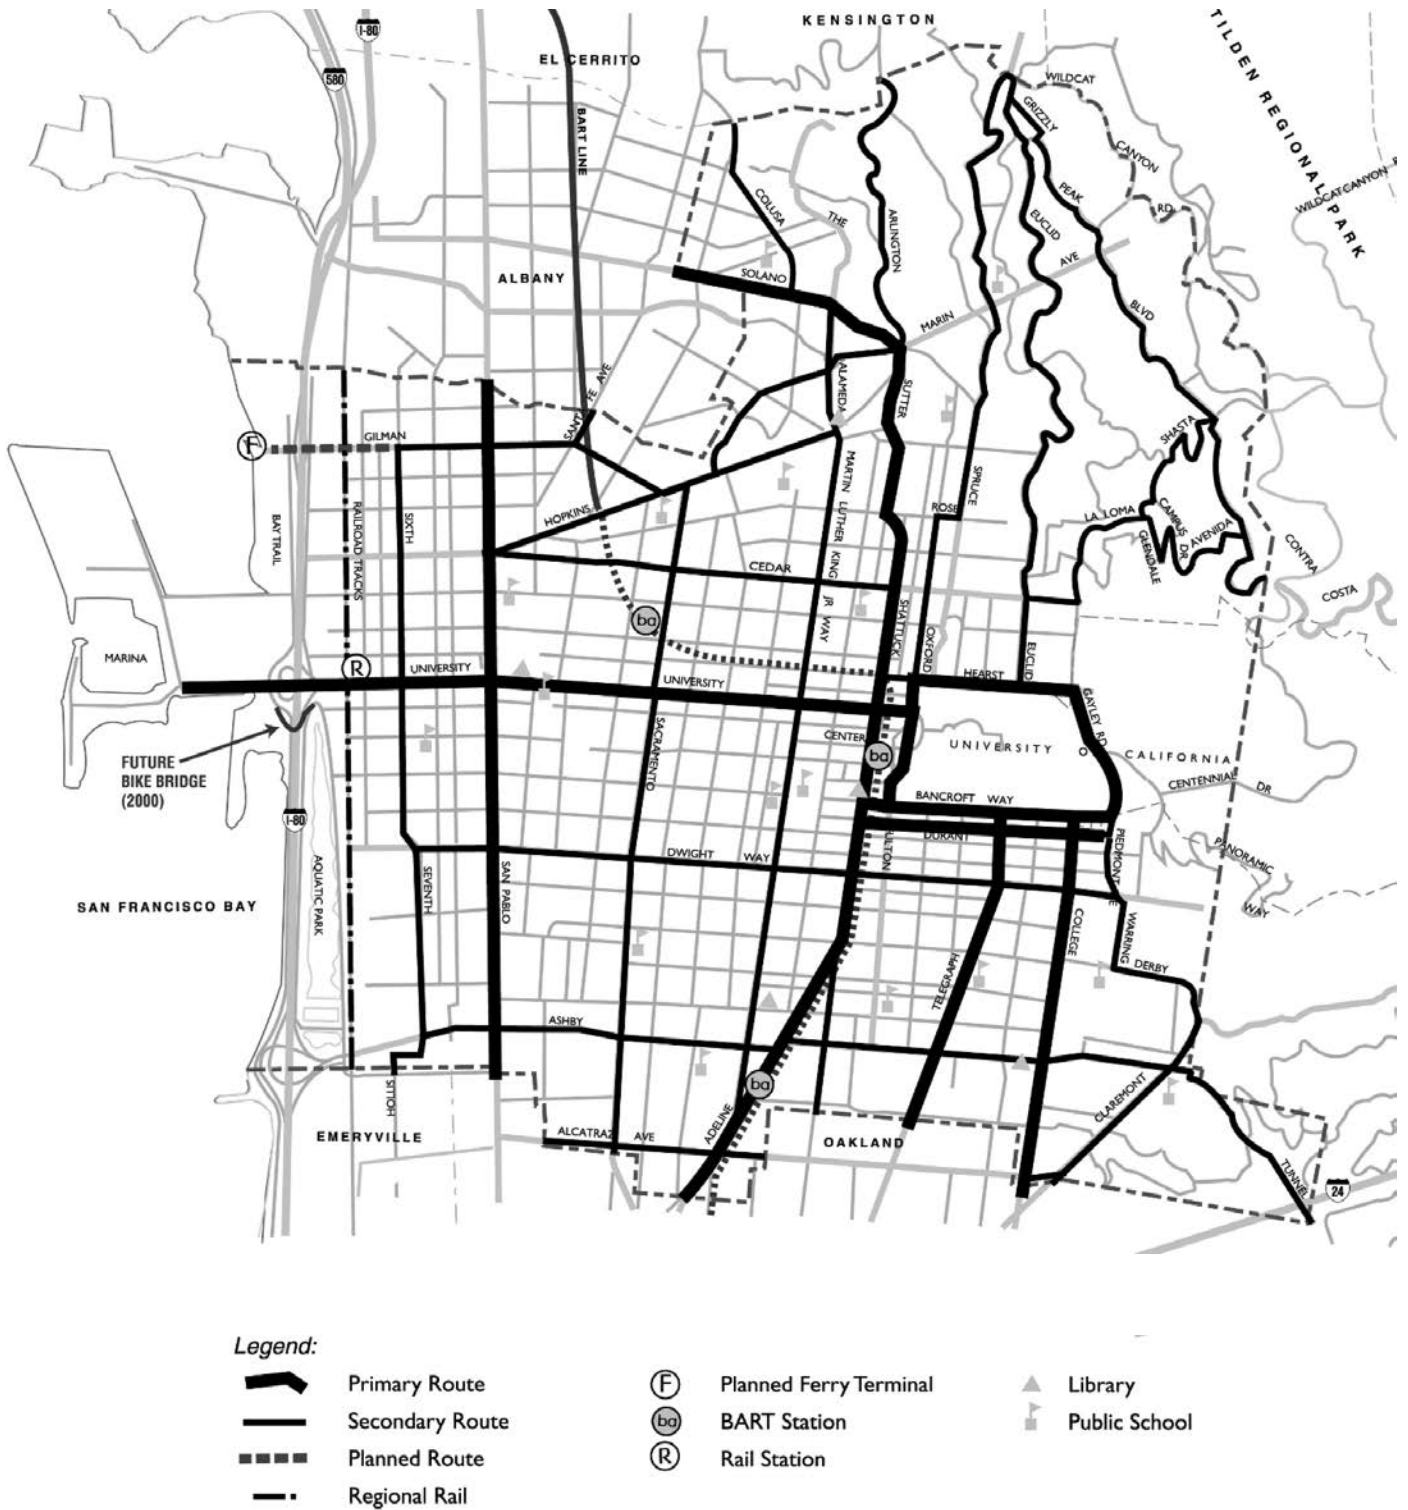 KENSINGTON
I-80
EL CERRITO
580
TILDEN REGIONAL PARK
WILDCAT
GRIZZLY
BART LINE
CANYON
WILDCAT CANYON
PEAK
COLUSA
THE
ARLINGTON
EUCLID
RD
AVE
SOLANO
ALBANY
BLVD
MARIN
SANTA FE AVE
ALAMEDA
SUTTER
SHASTA
F
GILMAN
MARTIN LUTHER KING JR WAY
SPRUCE
ROSE
LA LOMA
CAMPUS DR
AVENIDA
GLENDALE
HOPKINS
BAY TRAIL
RAILROAD TRACKS
SIXTH
CONTRA COSTA
CEDAR
SHATTUCK
ba
OXFORD
EUCLID
MARINA
R
UNIVERSITY
UNIVERSITY
HEARST
GAYLEY RD
SACRAMENTO
CENTER
ba
UNIVERSITY
CALIFORNIA
FUTURE
BIKE BRIDGE
(2000)
CENTENNIAL DR
BANCROFT WAY
I-80
DURANT
PIEDMONT
PANORAMIC WAY
DWIGHT WAY
AQUATIC PARK
SEVENTH
SAN PABLO
SAN FRANCISCO BAY
COLLEGE
WARRING
DERBY
TELEGRAPH
ASHBY
HOLLIS
ba
CLAREMONT
ADELINE
EMERYVILLE
ALCATRAZ AVE
OAKLAND
TUNNEL
24
Legend:
Primary Route
Secondary Route
Planned Route
Regional Rail
F Planned Ferry Terminal
ba BART Station
R Rail Station
Library
Public School